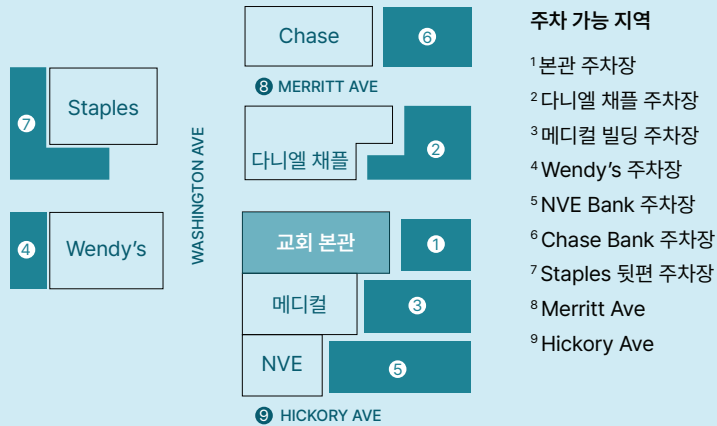 Chase
6
8 MERRITT AVE
7
Staples
WASHINGTON AVE
다니엘 채플
2
4
Wendy's
교회 본관
1
메디컬
3
NVE
5
9 HICKORY AVE
주차 가능 지역
1 본관 주차장
2 다니엘 채플 주차장
3 메디컬 빌딩 주차장
4 Wendy's 주차장
5 NVE Bank 주차장
6 Chase Bank 주차장
7 Staples 뒷편 주차장
8 Merritt Ave
9 Hickory Ave